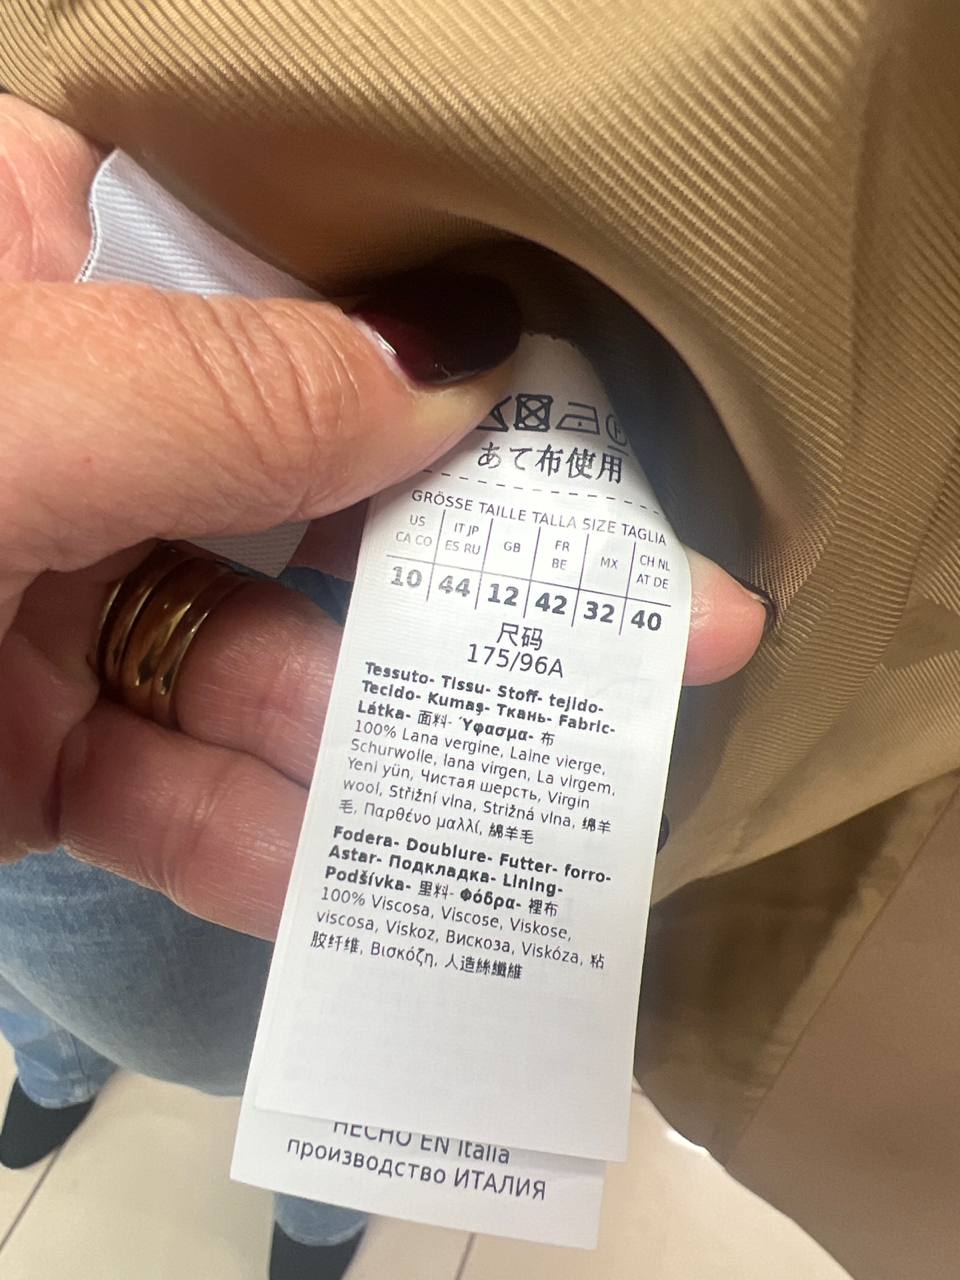 あて布使用
GRÖSSE TAILLE TALLA SIZE TAGLIA
US CA CO IT JP ES RU GB FR BE MX CH NL AT DE
10 44 12 42 32 40
尺码
175/96A
Tessuto- Tissu- Stoff- tejido-
Tecido- Kumaş- Ткань- Fabric-
Látka- 面料- Ύφασμα- 布
100% Lana vergine, Laine vierge,
Schurwolle, lana virgen, La virgem,
Yeni yün, Чистая шерсть, Virgin
wool, Střižní vlna, Strižná vlna, 绵羊
毛, Παρθένο μαλλί, 綿羊毛
Fodera- Doublure- Futter- forro-
Astar- Подкладка- Lining-
Podšívka- 里料- Φόδρα- 裡布
100% Viscosa, Viscose, Viskose,
viscosa, Viskoz, Вискоза, Viskóza, 粘
胶纤维, Βισκόζη, 人造絲纖維
HECHO EN Italia
производство ИТАЛИЯ